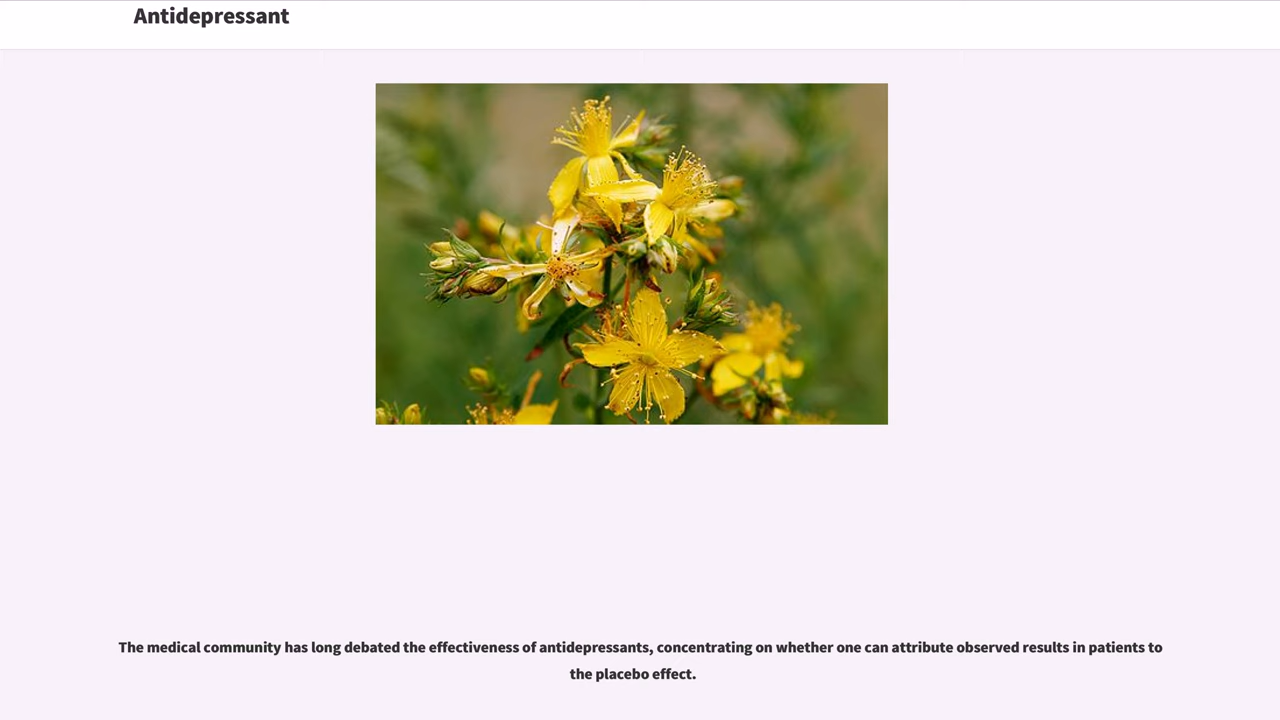 Antidepressant
The medical community has long debated the effectiveness of antidepressants, concentrating on whether one can attribute observed results in patients to
the placebo effect.